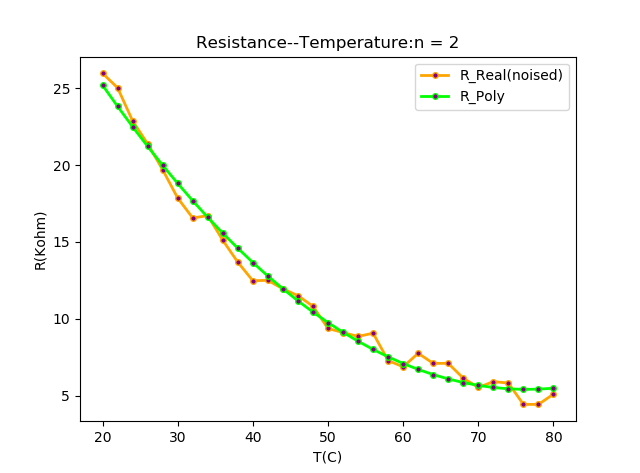 Resistance--Temperature:n = 2
R_Real(noised)
R_Poly
R(Kohm)
25
20
15
10
5
20 30 40 50 60 70 80
T(C)